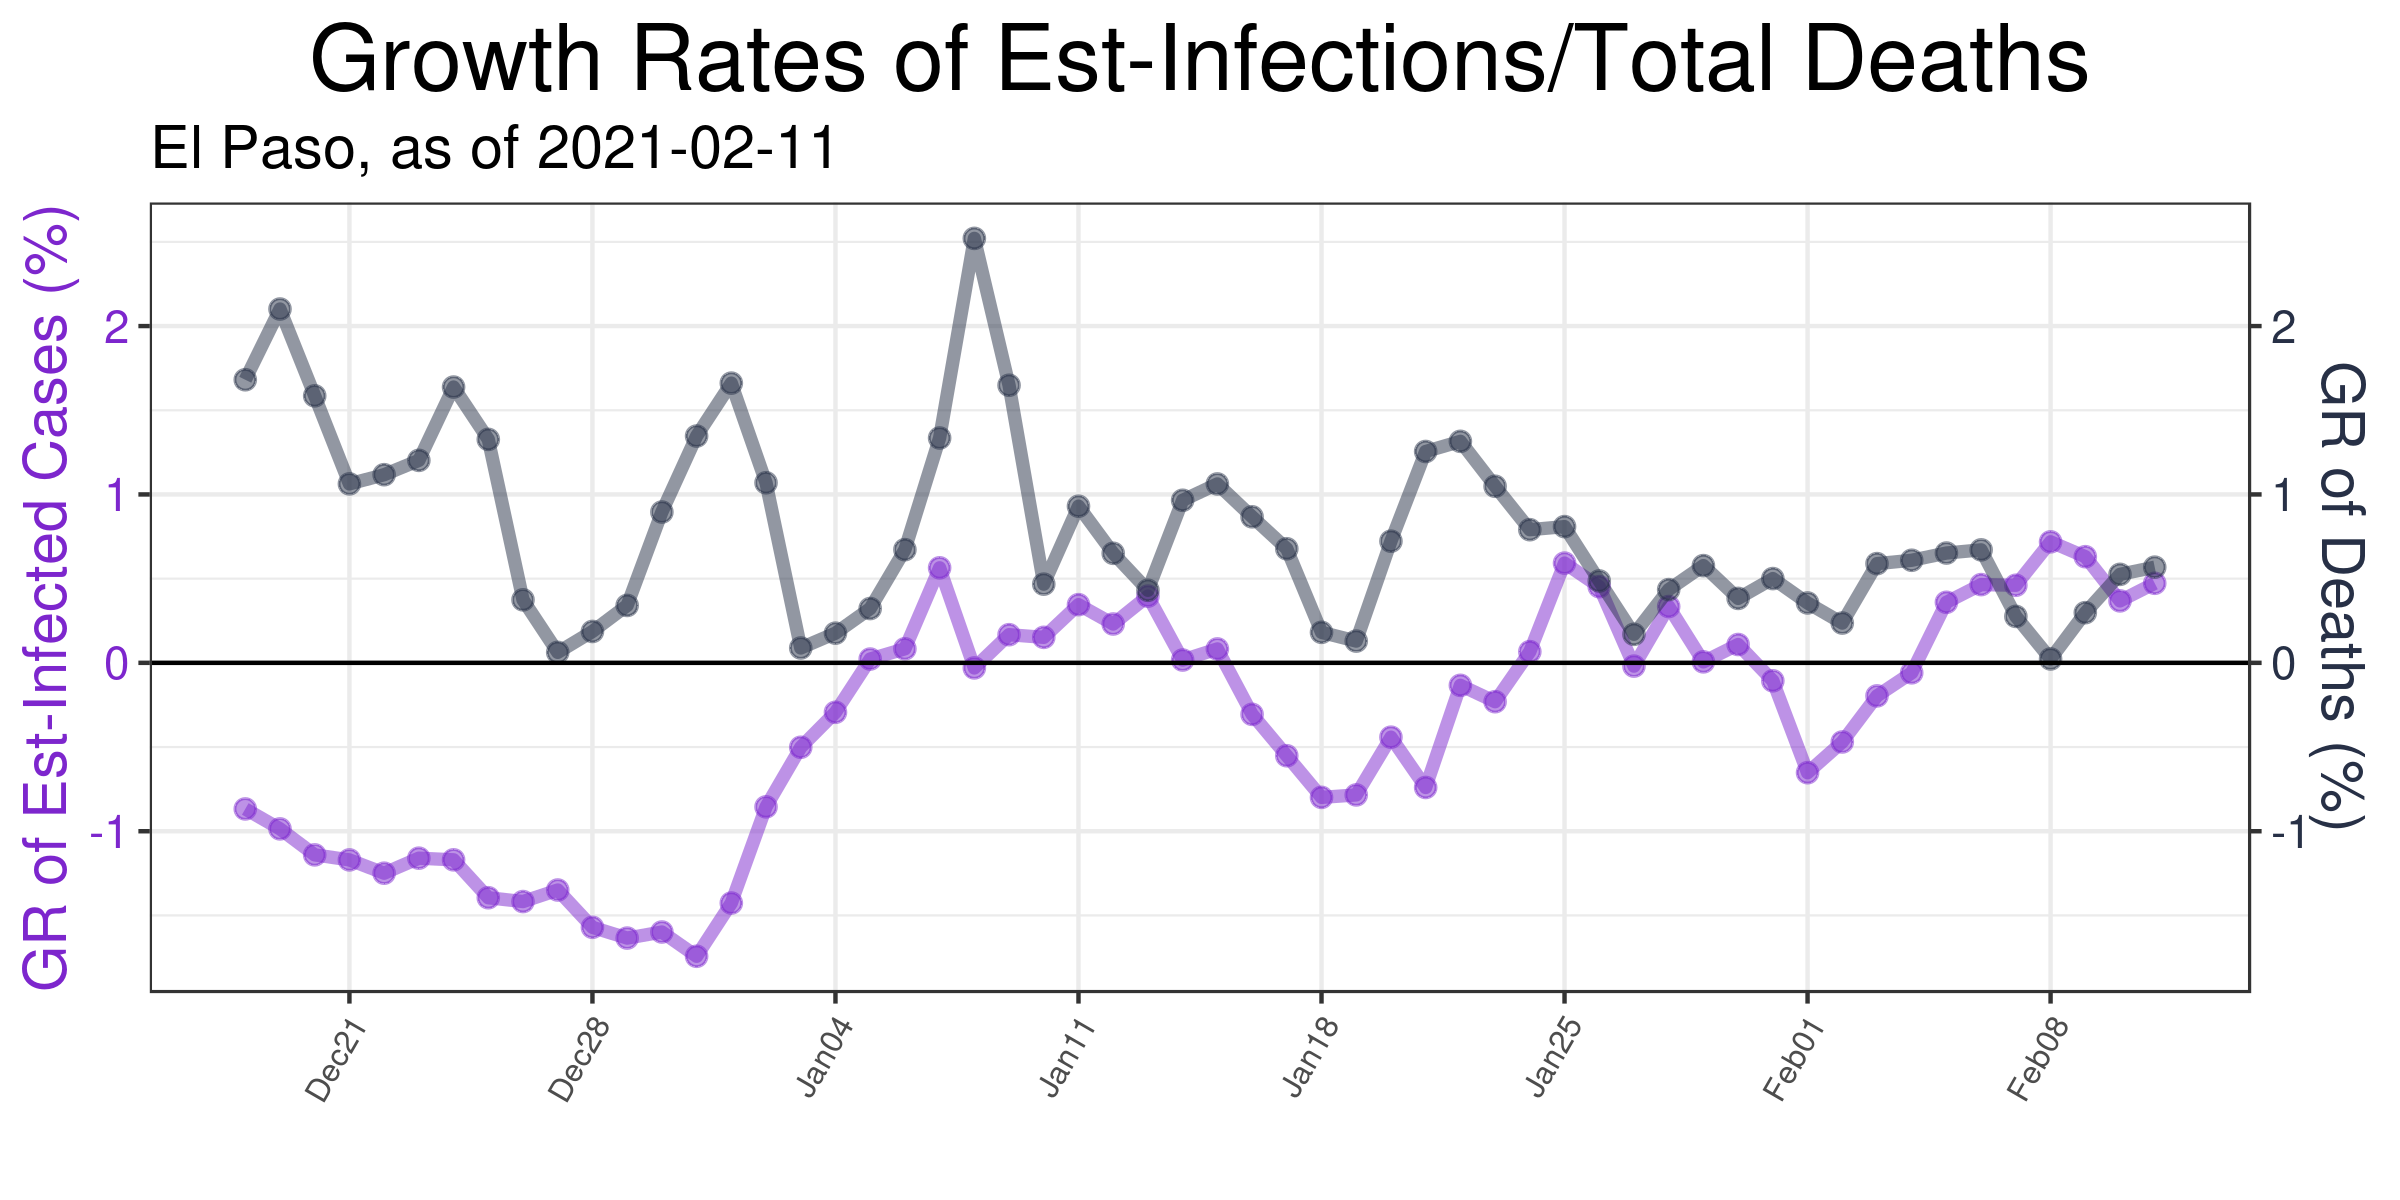 Growth Rates of Est-Infections/Total Deaths
El Paso, as of 2021-02-11
GR of Est-Infected Cases (%)
2
1
0
-1
2
1
0
-1
GR of Deaths (%)
Dec21
Dec28
Jan04
Jan11
Jan18
Jan25
Feb01
Feb08